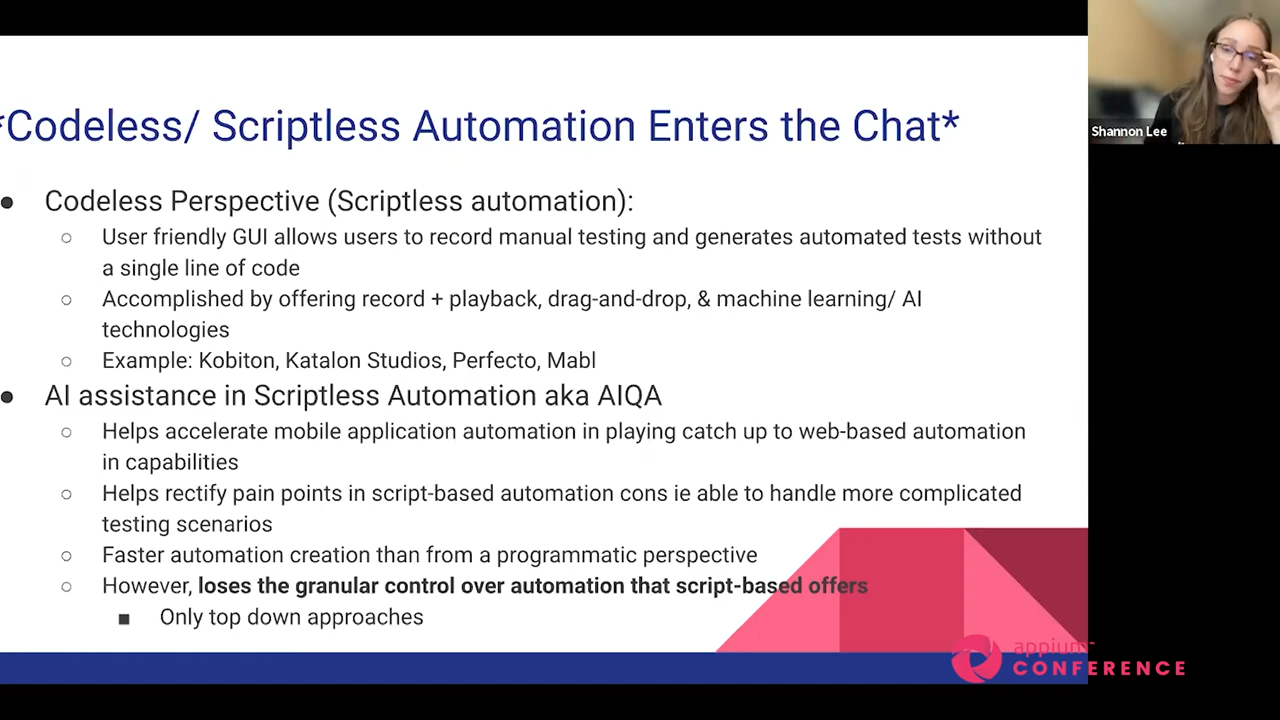 *Codeless/ Scriptless Automation Enters the Chat*
● Codeless Perspective (Scriptless automation):
○ User friendly GUI allows users to record manual testing and generates automated tests without
a single line of code
○ Accomplished by offering record + playback, drag-and-drop, & machine learning/ AI
technologies
○ Example: Kobiton, Katalon Studios, Perfecto, Mabl
● AI assistance in Scriptless Automation aka AIQA
○ Helps accelerate mobile application automation in playing catch up to web-based automation
in capabilities
○ Helps rectify pain points in script-based automation cons ie able to handle more complicated
testing scenarios
○ Faster automation creation than from a programmatic perspective
○ However, loses the granular control over automation that script-based offers
■ Only top down approaches
Shannon Lee
appium
CONFERENCE